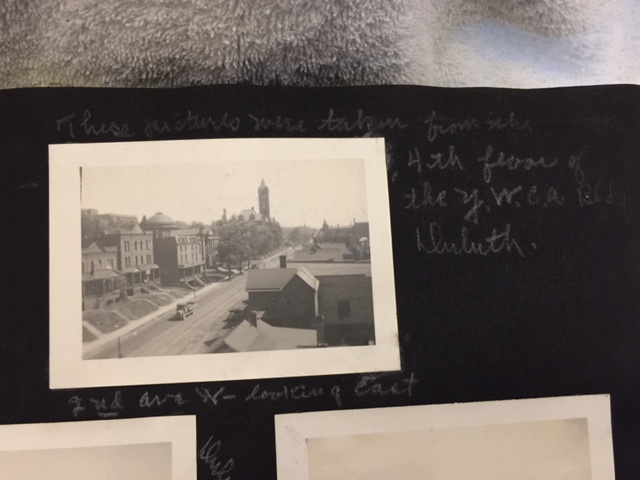 These pictures were taken from the
4th floor of
the Y.W.C.A Bldg
Duluth.
2nd ave W- looking East